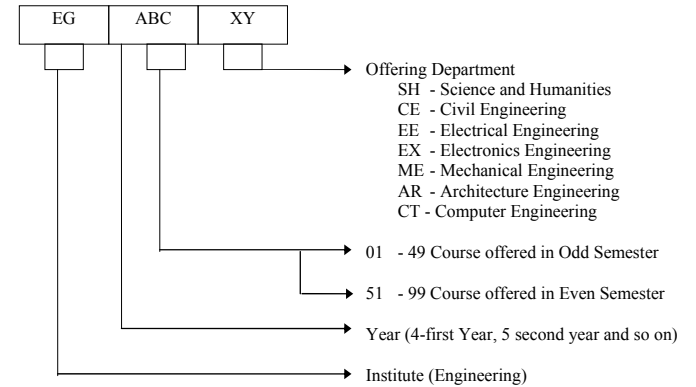 EG ABC XY
Offering Department
SH - Science and Humanities
CE - Civil Engineering
EE - Electrical Engineering
EX - Electronics Engineering
ME - Mechanical Engineering
AR - Architecture Engineering
CT - Computer Engineering
01 - 49 Course offered in Odd Semester
51 - 99 Course offered in Even Semester
Year (4-first Year, 5 second year and so on)
Institute (Engineering)